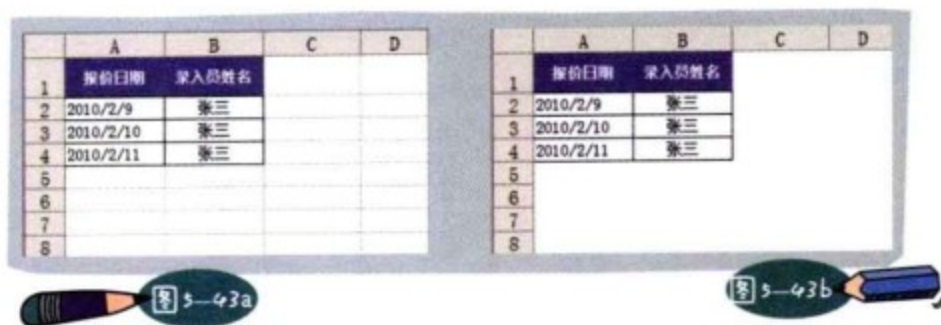 A B C D
1 报价日期 录入员姓名
2 2010/2/9 张三
3 2010/2/10 张三
4 2010/2/11 张三
5
6
7
8
图5—43a
A B C D
1 报价日期 录入员姓名
2 2010/2/9 张三
3 2010/2/10 张三
4 2010/2/11 张三
5
6
7
8
图5—43b